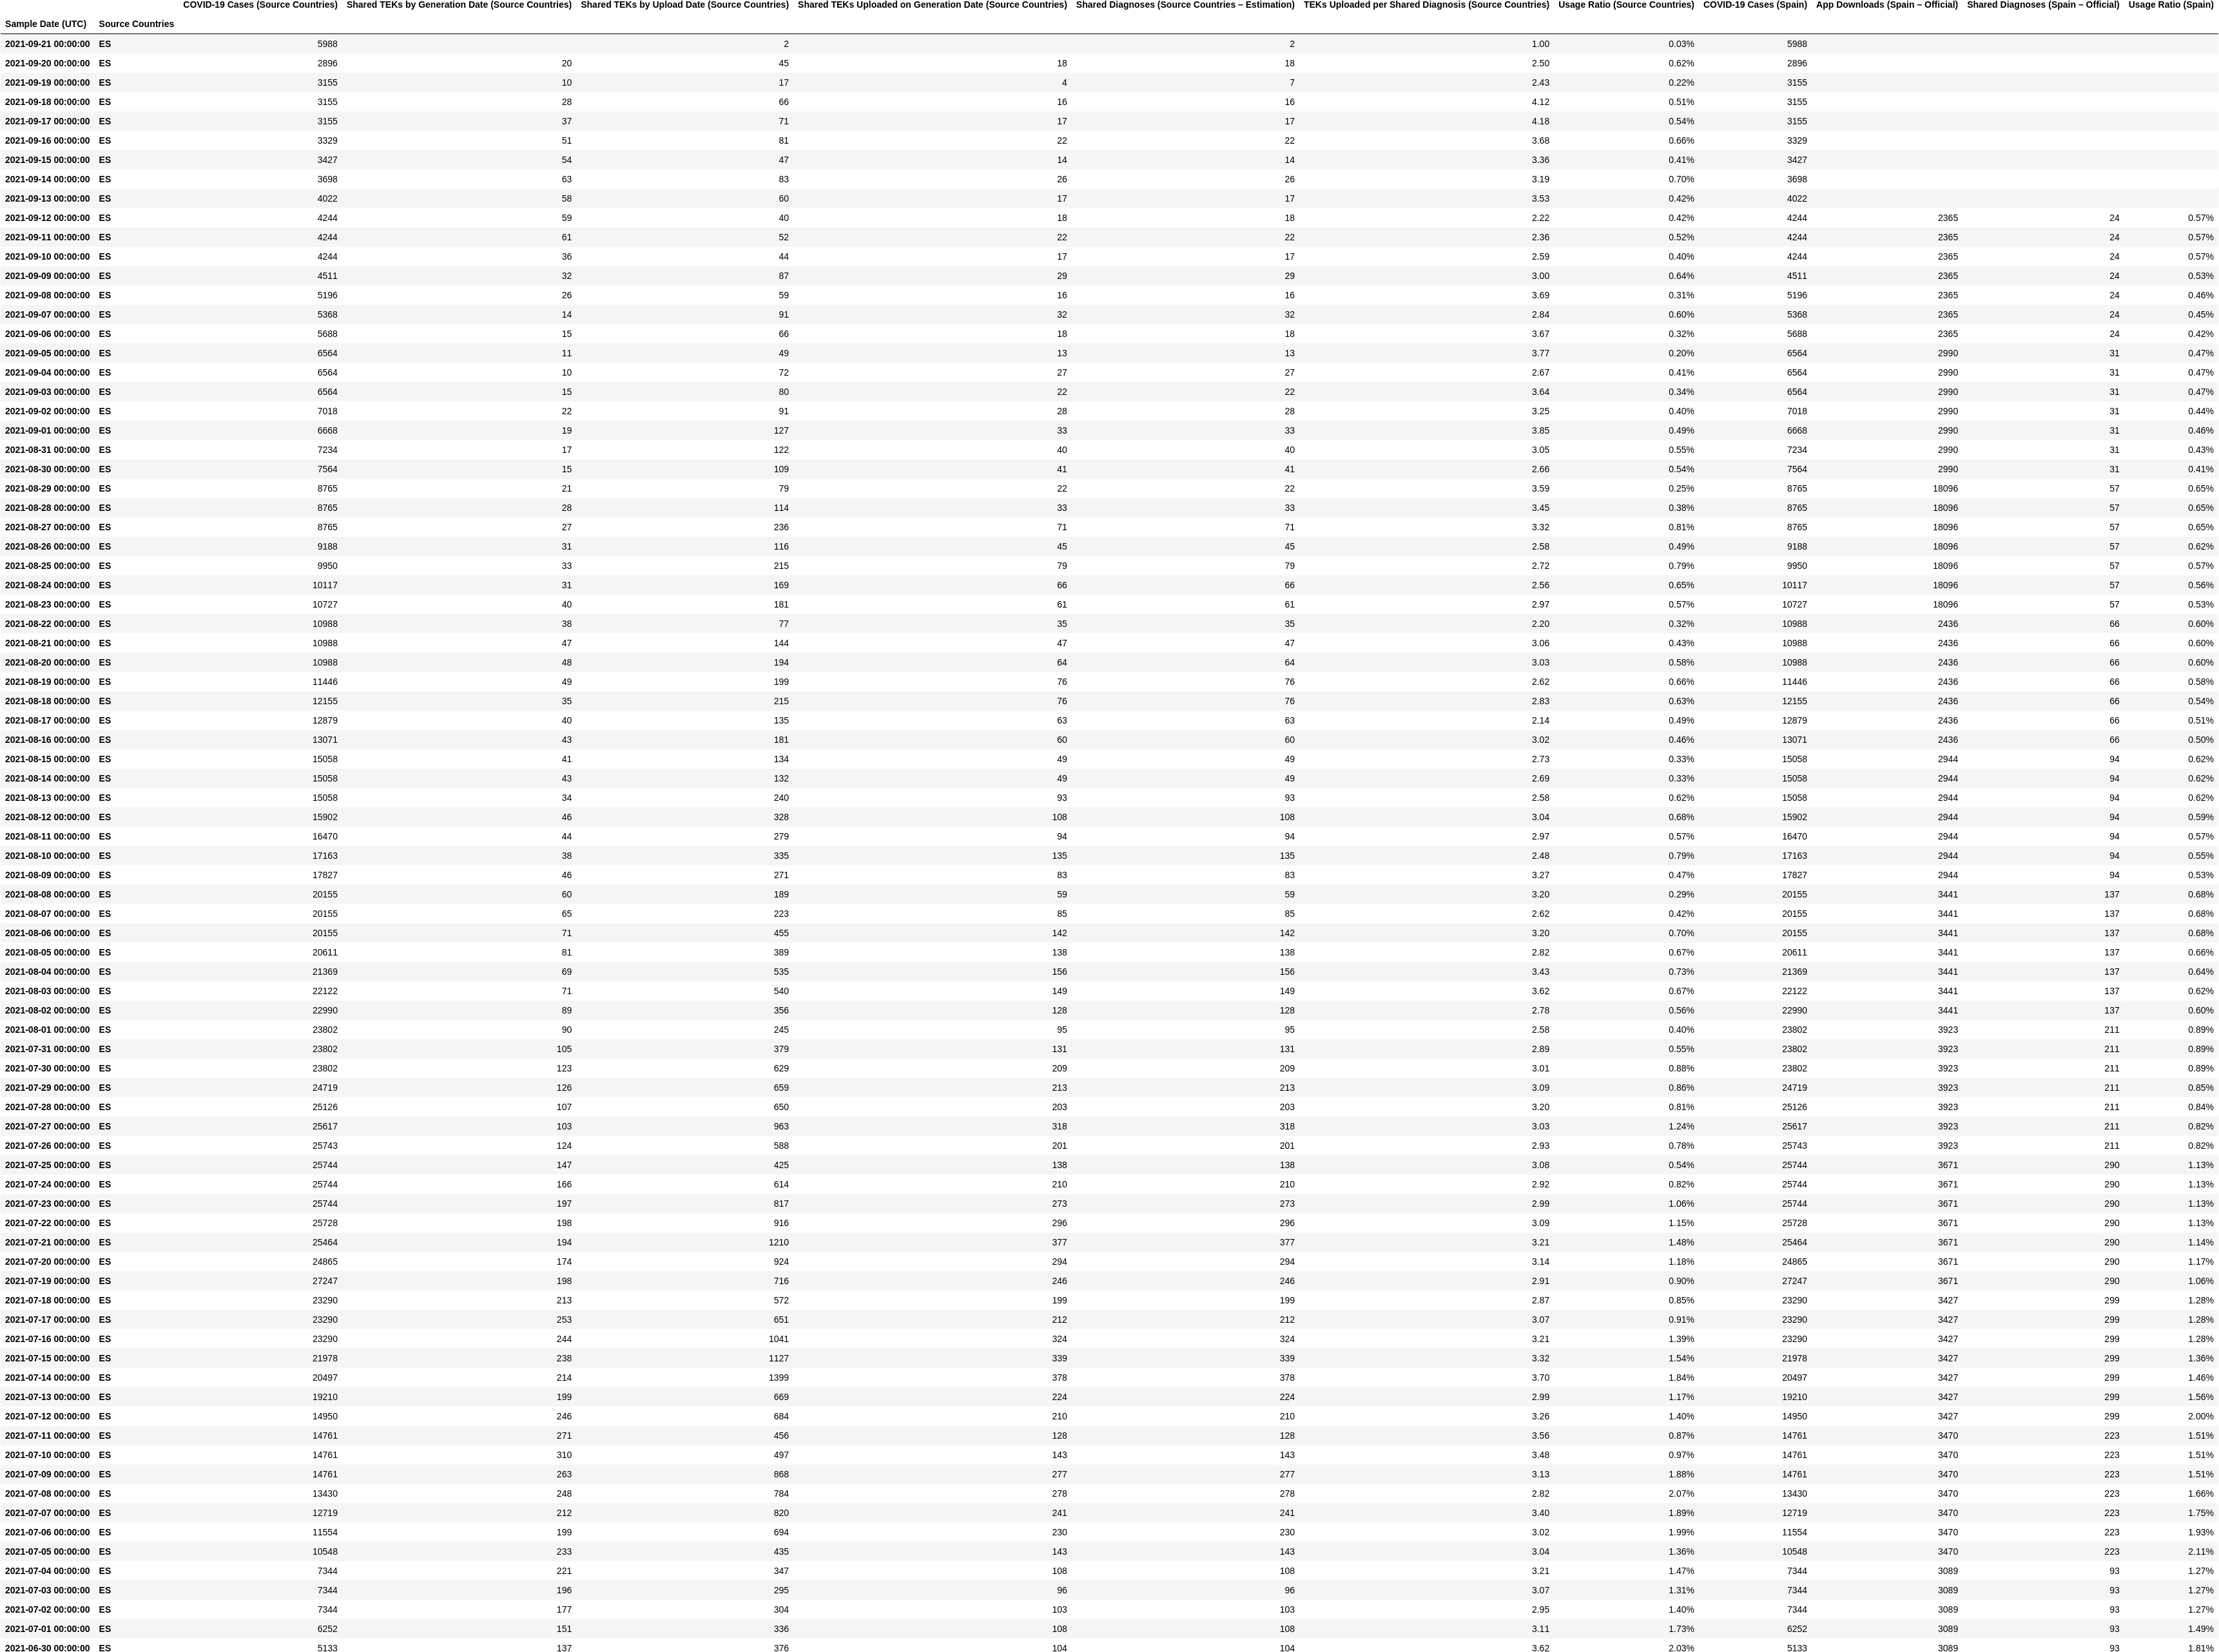 COVID-19 Cases (Source Countries) Shared TEKs by Generation Date (Source Countries) Shared TEKs by Upload Date (Source Countries) Shared TEKs Uploaded on Generation Date (Source Countries) Shared Diagnoses (Source Countries – Estimation) TEKs Uploaded per Shared Diagnosis (Source Countries) Usage Ratio (Source Countries) COVID-19 Cases (Spain) App Downloads (Spain – Official) Shared Diagnoses (Spain – Official) Usage Ratio (Spain)
Sample Date (UTC) Source Countries
2021-09-21 00:00:00 ES 5988 2 2 1.00 0.03% 5988
2021-09-20 00:00:00 ES 2896 20 45 18 18 2.50 0.62% 2896
2021-09-19 00:00:00 ES 3155 10 17 4 7 2.43 0.22% 3155
2021-09-18 00:00:00 ES 3155 28 66 16 16 4.12 0.51% 3155
2021-09-17 00:00:00 ES 3155 37 71 17 17 4.18 0.54% 3155
2021-09-16 00:00:00 ES 3329 51 81 22 22 3.68 0.66% 3329
2021-09-15 00:00:00 ES 3427 54 47 14 14 3.36 0.41% 3427
2021-09-14 00:00:00 ES 3698 63 83 26 26 3.19 0.70% 3698
2021-09-13 00:00:00 ES 4022 58 60 17 17 3.53 0.42% 4022
2021-09-12 00:00:00 ES 4244 59 40 18 18 2.22 0.42% 4244 2365 24 0.57%
2021-09-11 00:00:00 ES 4244 61 52 22 22 2.36 0.52% 4244 2365 24 0.57%
2021-09-10 00:00:00 ES 4244 36 44 17 17 2.59 0.40% 4244 2365 24 0.57%
2021-09-09 00:00:00 ES 4511 32 87 29 29 3.00 0.64% 4511 2365 24 0.53%
2021-09-08 00:00:00 ES 5196 26 59 16 16 3.69 0.31% 5196 2365 24 0.46%
2021-09-07 00:00:00 ES 5368 14 91 32 32 2.84 0.60% 5368 2365 24 0.45%
2021-09-06 00:00:00 ES 5688 15 66 18 18 3.67 0.32% 5688 2365 24 0.42%
2021-09-05 00:00:00 ES 6564 11 49 13 13 3.77 0.20% 6564 2990 31 0.47%
2021-09-04 00:00:00 ES 6564 10 72 27 27 2.67 0.41% 6564 2990 31 0.47%
2021-09-03 00:00:00 ES 6564 15 80 22 22 3.64 0.34% 6564 2990 31 0.47%
2021-09-02 00:00:00 ES 7018 22 91 28 28 3.25 0.40% 7018 2990 31 0.44%
2021-09-01 00:00:00 ES 6668 19 127 33 33 3.85 0.49% 6668 2990 31 0.46%
2021-08-31 00:00:00 ES 7234 17 122 40 40 3.05 0.55% 7234 2990 31 0.43%
2021-08-30 00:00:00 ES 7564 15 109 41 41 2.66 0.54% 7564 2990 31 0.41%
2021-08-29 00:00:00 ES 8765 21 79 22 22 3.59 0.25% 8765 18096 57 0.65%
2021-08-28 00:00:00 ES 8765 28 114 33 33 3.45 0.38% 8765 18096 57 0.65%
2021-08-27 00:00:00 ES 8765 27 236 71 71 3.32 0.81% 8765 18096 57 0.65%
2021-08-26 00:00:00 ES 9188 31 116 45 45 2.58 0.49% 9188 18096 57 0.62%
2021-08-25 00:00:00 ES 9950 33 215 79 79 2.72 0.79% 9950 18096 57 0.57%
2021-08-24 00:00:00 ES 10117 31 169 66 66 2.56 0.65% 10117 18096 57 0.56%
2021-08-23 00:00:00 ES 10727 40 181 61 61 2.97 0.57% 10727 18096 57 0.53%
2021-08-22 00:00:00 ES 10988 38 77 35 35 2.20 0.32% 10988 2436 66 0.60%
2021-08-21 00:00:00 ES 10988 47 144 47 47 3.06 0.43% 10988 2436 66 0.60%
2021-08-20 00:00:00 ES 10988 48 194 64 64 3.03 0.58% 10988 2436 66 0.60%
2021-08-19 00:00:00 ES 11446 49 199 76 76 2.62 0.66% 11446 2436 66 0.58%
2021-08-18 00:00:00 ES 12155 35 215 76 76 2.83 0.63% 12155 2436 66 0.54%
2021-08-17 00:00:00 ES 12879 40 135 63 63 2.14 0.49% 12879 2436 66 0.51%
2021-08-16 00:00:00 ES 13071 43 181 60 60 3.02 0.46% 13071 2436 66 0.50%
2021-08-15 00:00:00 ES 15058 41 134 49 49 2.73 0.33% 15058 2944 94 0.62%
2021-08-14 00:00:00 ES 15058 43 132 49 49 2.69 0.33% 15058 2944 94 0.62%
2021-08-13 00:00:00 ES 15058 34 240 93 93 2.58 0.62% 15058 2944 94 0.62%
2021-08-12 00:00:00 ES 15902 46 328 108 108 3.04 0.68% 15902 2944 94 0.59%
2021-08-11 00:00:00 ES 16470 44 279 94 94 2.97 0.57% 16470 2944 94 0.57%
2021-08-10 00:00:00 ES 17163 38 335 135 135 2.48 0.79% 17163 2944 94 0.55%
2021-08-09 00:00:00 ES 17827 46 271 83 83 3.27 0.47% 17827 2944 94 0.53%
2021-08-08 00:00:00 ES 20155 60 189 59 59 3.20 0.29% 20155 3441 137 0.68%
2021-08-07 00:00:00 ES 20155 65 223 85 85 2.62 0.42% 20155 3441 137 0.68%
2021-08-06 00:00:00 ES 20155 71 455 142 142 3.20 0.70% 20155 3441 137 0.68%
2021-08-05 00:00:00 ES 20611 81 389 138 138 2.82 0.67% 20611 3441 137 0.66%
2021-08-04 00:00:00 ES 21369 69 535 156 156 3.43 0.73% 21369 3441 137 0.64%
2021-08-03 00:00:00 ES 22122 71 540 149 149 3.62 0.67% 22122 3441 137 0.62%
2021-08-02 00:00:00 ES 22990 89 356 128 128 2.78 0.56% 22990 3441 137 0.60%
2021-08-01 00:00:00 ES 23802 90 245 95 95 2.58 0.40% 23802 3923 211 0.89%
2021-07-31 00:00:00 ES 23802 105 379 131 131 2.89 0.55% 23802 3923 211 0.89%
2021-07-30 00:00:00 ES 23802 123 629 209 209 3.01 0.88% 23802 3923 211 0.89%
2021-07-29 00:00:00 ES 24719 126 659 213 213 3.09 0.86% 24719 3923 211 0.85%
2021-07-28 00:00:00 ES 25126 107 650 203 203 3.20 0.81% 25126 3923 211 0.84%
2021-07-27 00:00:00 ES 25617 103 963 318 318 3.03 1.24% 25617 3923 211 0.82%
2021-07-26 00:00:00 ES 25743 124 588 201 201 2.93 0.78% 25743 3923 211 0.82%
2021-07-25 00:00:00 ES 25744 147 425 138 138 3.08 0.54% 25744 3671 290 1.13%
2021-07-24 00:00:00 ES 25744 166 614 210 210 2.92 0.82% 25744 3671 290 1.13%
2021-07-23 00:00:00 ES 25744 197 817 273 273 2.99 1.06% 25744 3671 290 1.13%
2021-07-22 00:00:00 ES 25728 198 916 296 296 3.09 1.15% 25728 3671 290 1.13%
2021-07-21 00:00:00 ES 25464 194 1210 377 377 3.21 1.48% 25464 3671 290 1.14%
2021-07-20 00:00:00 ES 24865 174 924 294 294 3.14 1.18% 24865 3671 290 1.17%
2021-07-19 00:00:00 ES 27247 198 716 246 246 2.91 0.90% 27247 3671 290 1.06%
2021-07-18 00:00:00 ES 23290 213 572 199 199 2.87 0.85% 23290 3427 299 1.28%
2021-07-17 00:00:00 ES 23290 253 651 212 212 3.07 0.91% 23290 3427 299 1.28%
2021-07-16 00:00:00 ES 23290 244 1041 324 324 3.21 1.39% 23290 3427 299 1.28%
2021-07-15 00:00:00 ES 21978 238 1127 339 339 3.32 1.54% 21978 3427 299 1.36%
2021-07-14 00:00:00 ES 20497 214 1399 378 378 3.70 1.84% 20497 3427 299 1.46%
2021-07-13 00:00:00 ES 19210 199 669 224 224 2.99 1.17% 19210 3427 299 1.56%
2021-07-12 00:00:00 ES 14950 246 684 210 210 3.26 1.40% 14950 3427 299 2.00%
2021-07-11 00:00:00 ES 14761 271 456 128 128 3.56 0.87% 14761 3470 223 1.51%
2021-07-10 00:00:00 ES 14761 310 497 143 143 3.48 0.97% 14761 3470 223 1.51%
2021-07-09 00:00:00 ES 14761 263 868 277 277 3.13 1.88% 14761 3470 223 1.51%
2021-07-08 00:00:00 ES 13430 248 784 278 278 2.82 2.07% 13430 3470 223 1.66%
2021-07-07 00:00:00 ES 12719 212 820 241 241 3.40 1.89% 12719 3470 223 1.75%
2021-07-06 00:00:00 ES 11554 199 694 230 230 3.02 1.99% 11554 3470 223 1.93%
2021-07-05 00:00:00 ES 10548 233 435 143 143 3.04 1.36% 10548 3470 223 2.11%
2021-07-04 00:00:00 ES 7344 221 347 108 108 3.21 1.47% 7344 3089 93 1.27%
2021-07-03 00:00:00 ES 7344 196 295 96 96 3.07 1.31% 7344 3089 93 1.27%
2021-07-02 00:00:00 ES 7344 177 304 103 103 2.95 1.40% 7344 3089 93 1.27%
2021-07-01 00:00:00 ES 6252 151 336 108 108 3.11 1.73% 6252 3089 93 1.49%
2021-06-30 00:00:00 ES 5133 137 376 104 104 3.62 2.03% 5133 3089 93 1.81%